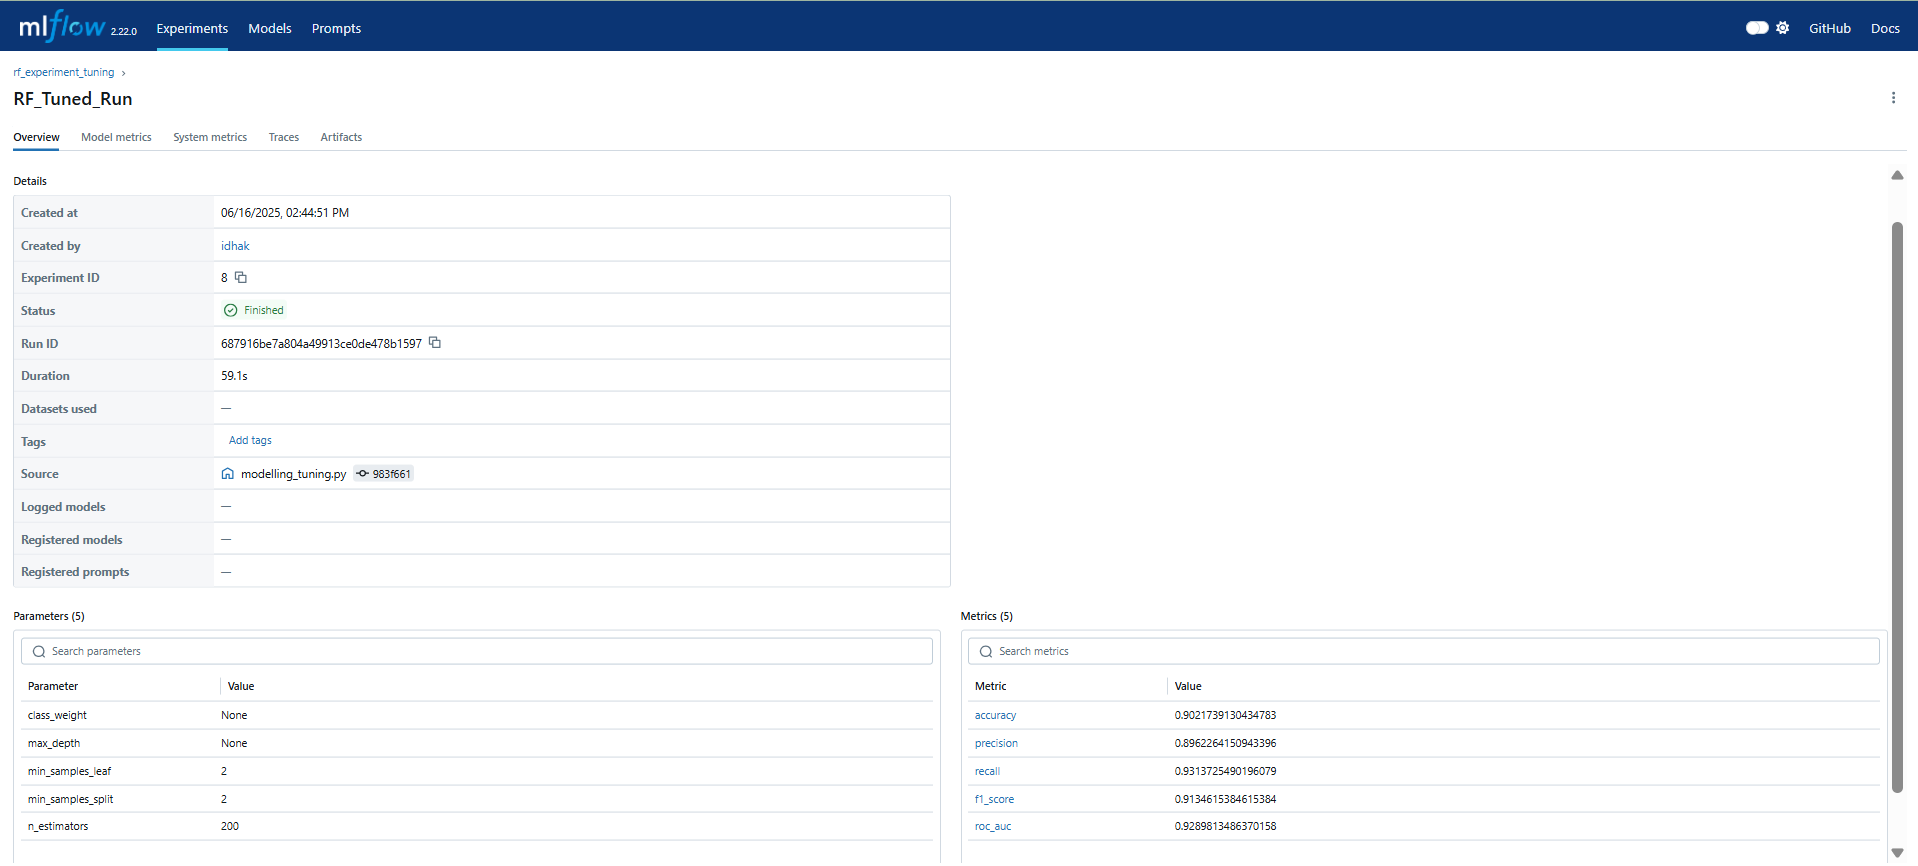 mlflow 2.22.0 Experiments Models Prompts GitHub Docs
rf_experiment_tuning ›
RF_Tuned_Run
Overview Model metrics System metrics Traces Artifacts
Details
Created at 06/16/2025, 02:44:51 PM
Created by idhak
Experiment ID 8
Status Finished
Run ID 687916be7a804a49913ce0de478b1597
Duration 59.1s
Datasets used —
Tags Add tags
Source modelling_tuning.py 983f661
Logged models —
Registered models —
Registered prompts —
Parameters (5)
Search parameters
Parameter Value
class_weight None
max_depth None
min_samples_leaf 2
min_samples_split 2
n_estimators 200
Metrics (5)
Search metrics
Metric Value
accuracy 0.9021739130434783
precision 0.8962264150943396
recall 0.9313725490196079
f1_score 0.9134615384615384
roc_auc 0.9289813486370158